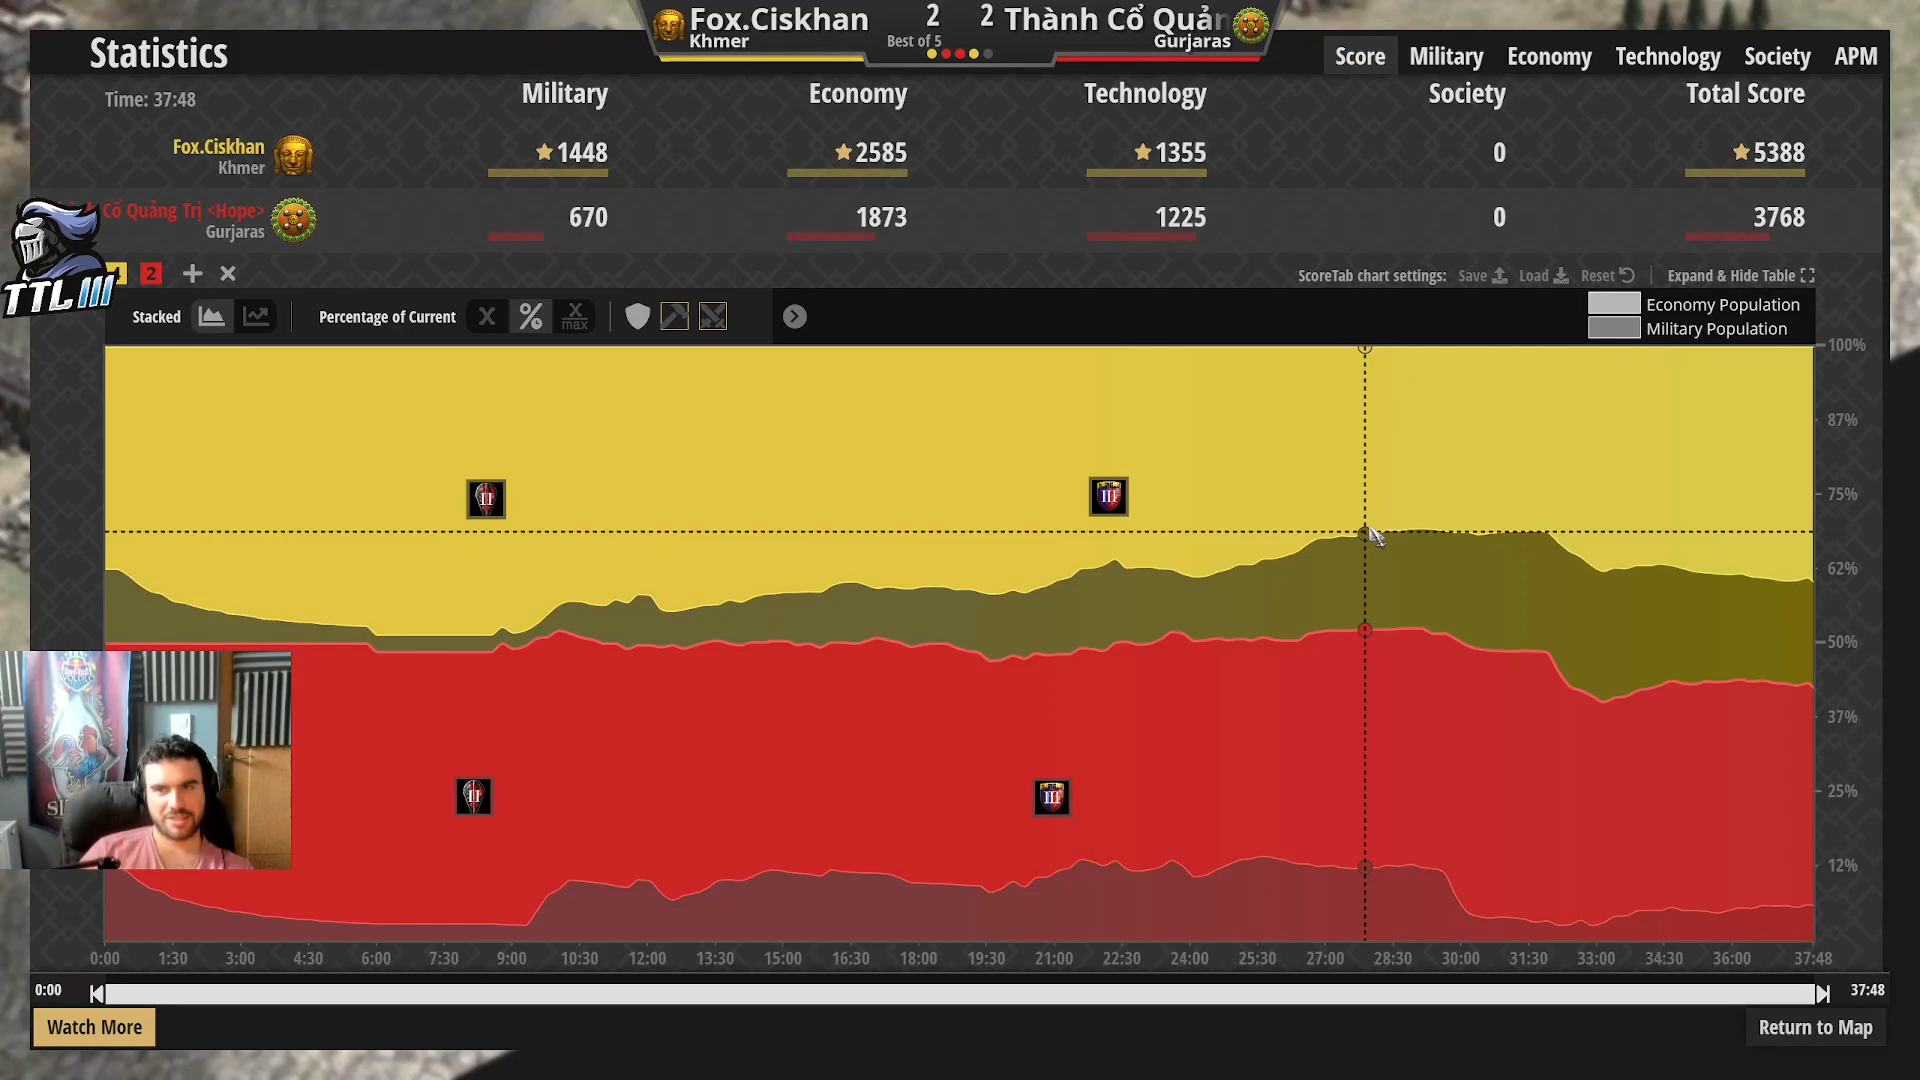 Fox.Ciskhan
Khmer
2 2
Best of 5
Thành Cổ Quản
Gurjaras
Statistics
Score Military Economy Technology Society APM
Time: 37:48
Military Economy Technology Society Total Score
Fox.Ciskhan
Khmer
1448 2585 1355 0 5388
Cổ Quảng Trị <Hope>
Gurjaras
670 1873 1225 0 3768
4 2
ScoreTab chart settings: Save Load Reset Expand & Hide Table
TTL III
Stacked
Percentage of Current
X % X max
Economy Population
Military Population
100%
87%
75%
62%
50%
37%
25%
12%
II
III
II
III
0:00 1:30 3:00 4:30 6:00 7:30 9:00 10:30 12:00 13:30 15:00 16:30 18:00 19:30 21:00 22:30 24:00 25:30 27:00 28:30 30:00 31:30 33:00 34:30 36:00 37:48
0:00
37:48
Watch More
Return to Map